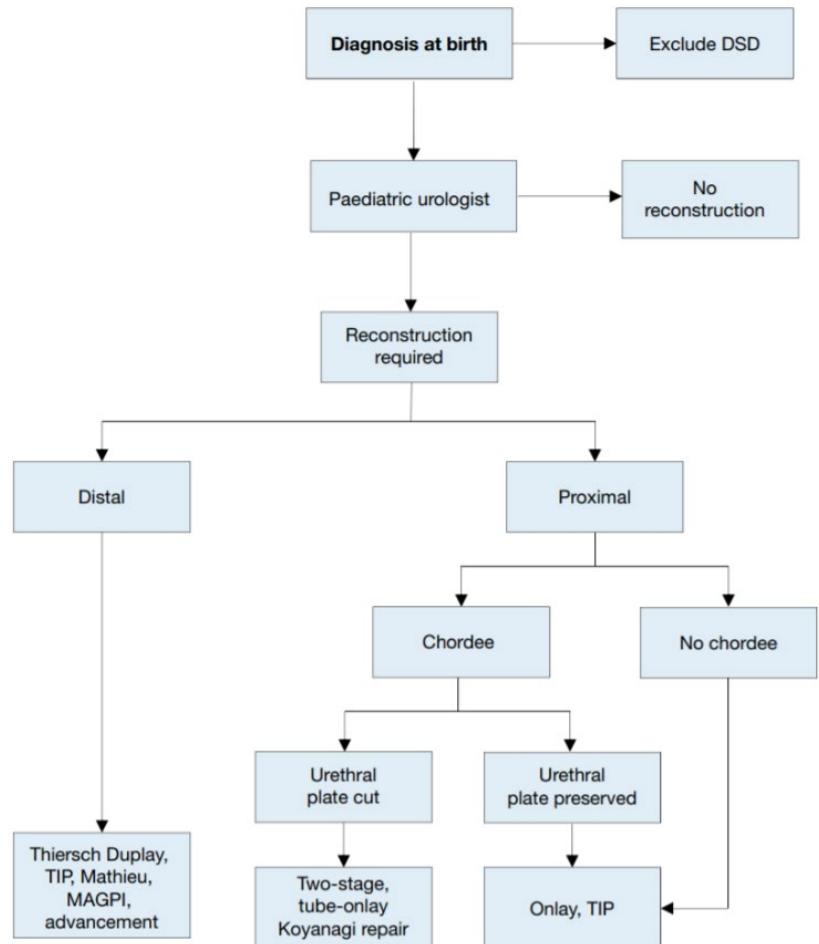 Diagnosis at birth
Exclude DSD
Paediatric urologist
No
reconstruction
Reconstruction
required
Distal
Proximal
Chordee
No chordee
Urethral
plate cut
Urethral
plate preserved
Thiersch Duplay,
TIP, Mathieu,
MAGPI,
advancement
Two-stage,
tube-onlay
Koyanagi repair
Onlay, TIP